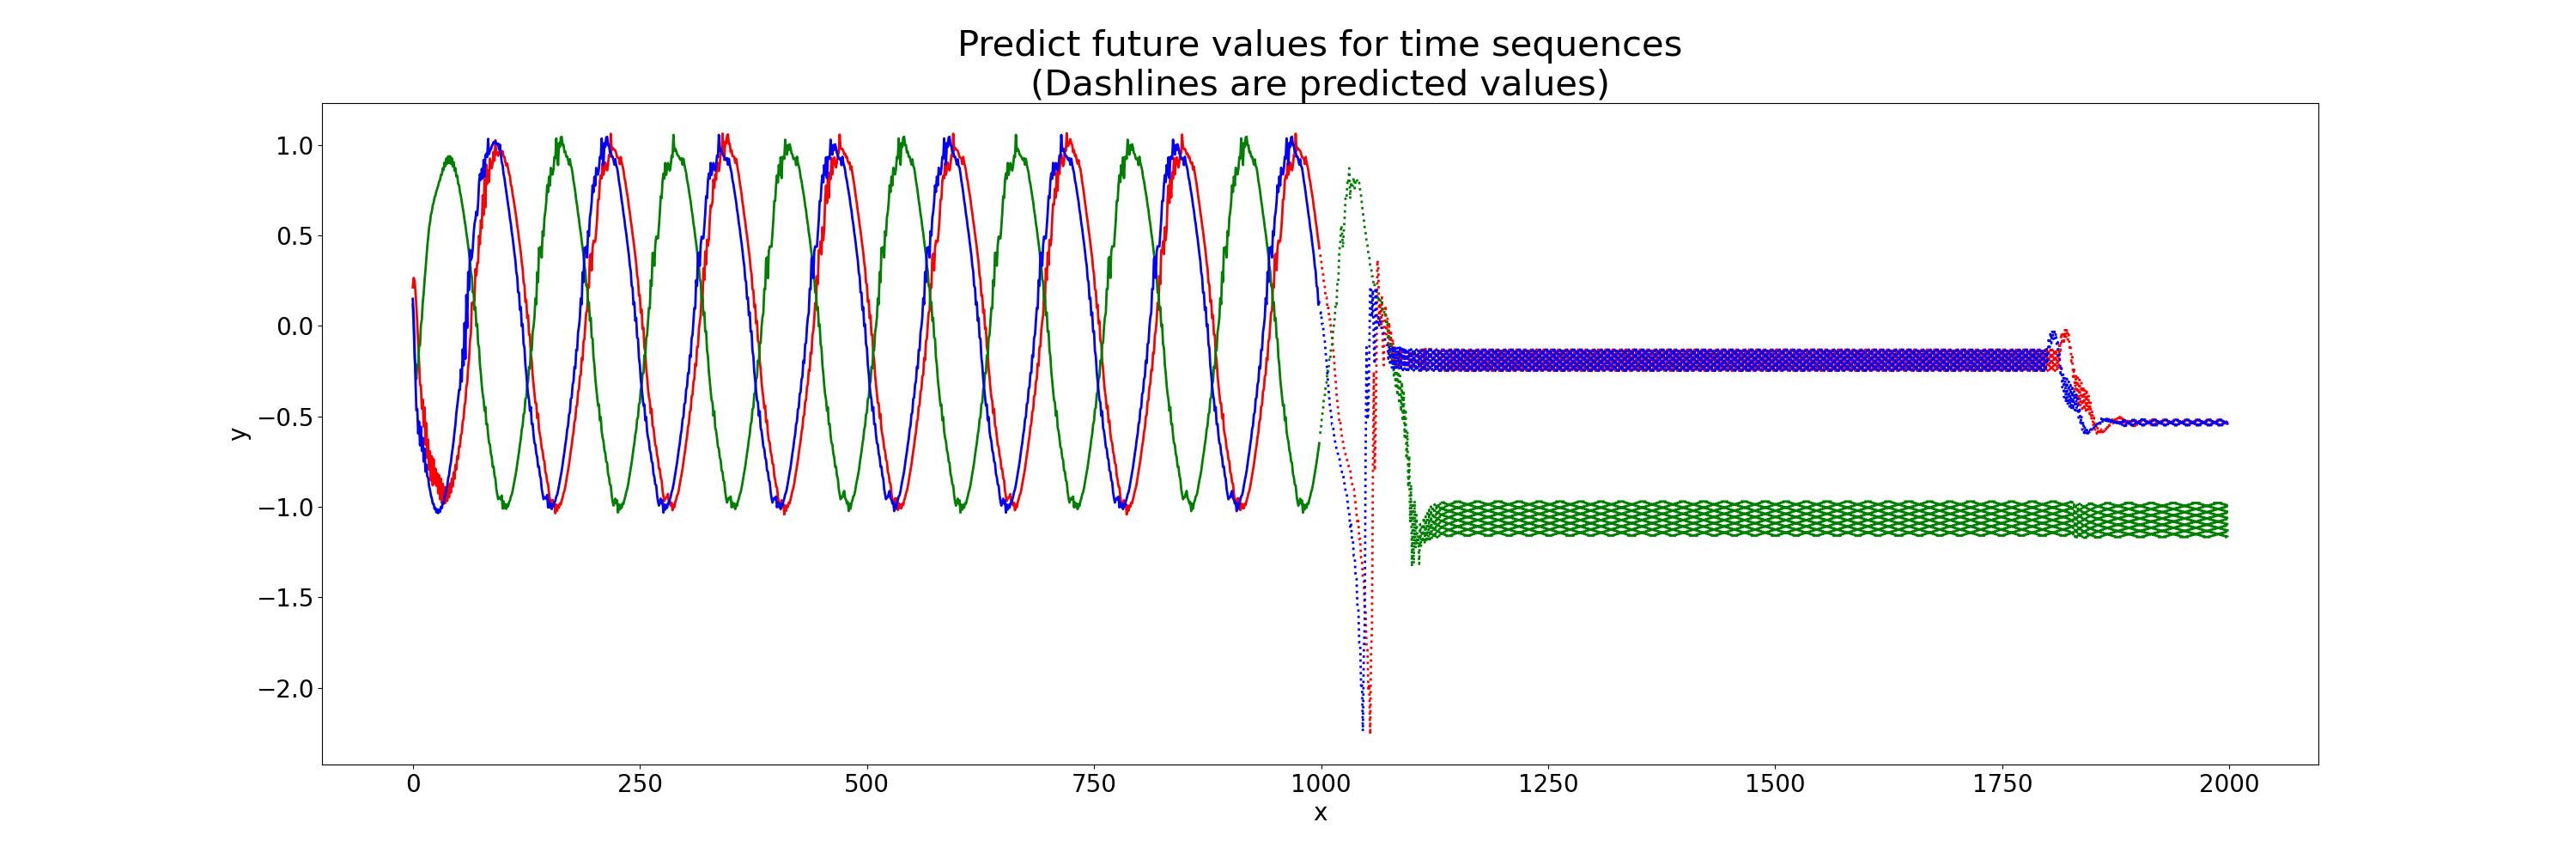 Predict future values for time sequences
(Dashlines are predicted values)
1.0
0.5
0.0
−0.5
−1.0
−1.5
−2.0
y
0 250 500 750 1000 1250 1500 1750 2000
x